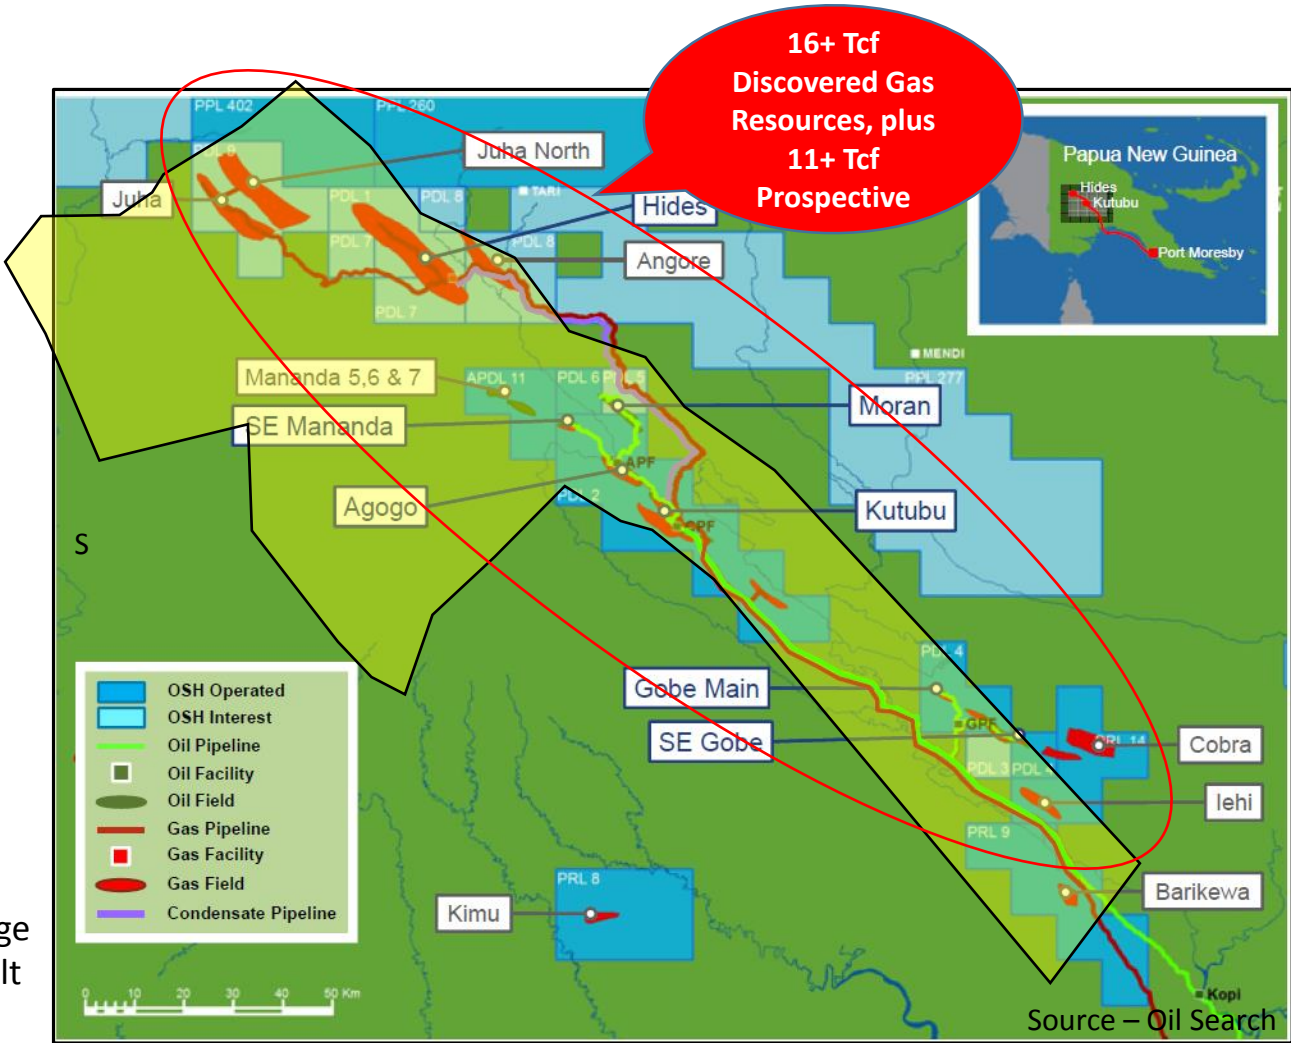 16+ Tcf
Discovered Gas
Resources, plus
11+ Tcf
Prospective
PPL 402
PPL 260
Juha North
Papua New Guinea
Juha
PDL 1
PDL 8
TARI
Hides
Hides
Kutubu
PDL 7
PDL 8
Angore
Port Moresby
PDL 7
MENDI
Mananda 5,6 & 7
APDL 11
PDL 6
PPL 277
SE Mananda
Moran
APF
Agogo
PDL 2
Kutubu
CPF
S
PDL 4
Gobe Main
OSH Operated
OSH Interest
Oil Pipeline
Oil Facility
Oil Field
Gas Pipeline
Gas Facility
Gas Field
Condensate Pipeline
GPF
SE Gobe
PRL 14
Cobra
PDL 3
Iehi
PRL 9
PRL 8
Kimu
Barikewa
ge
lt
0 10 20 30 40 50 Km
Kopi
Source – Oil Search